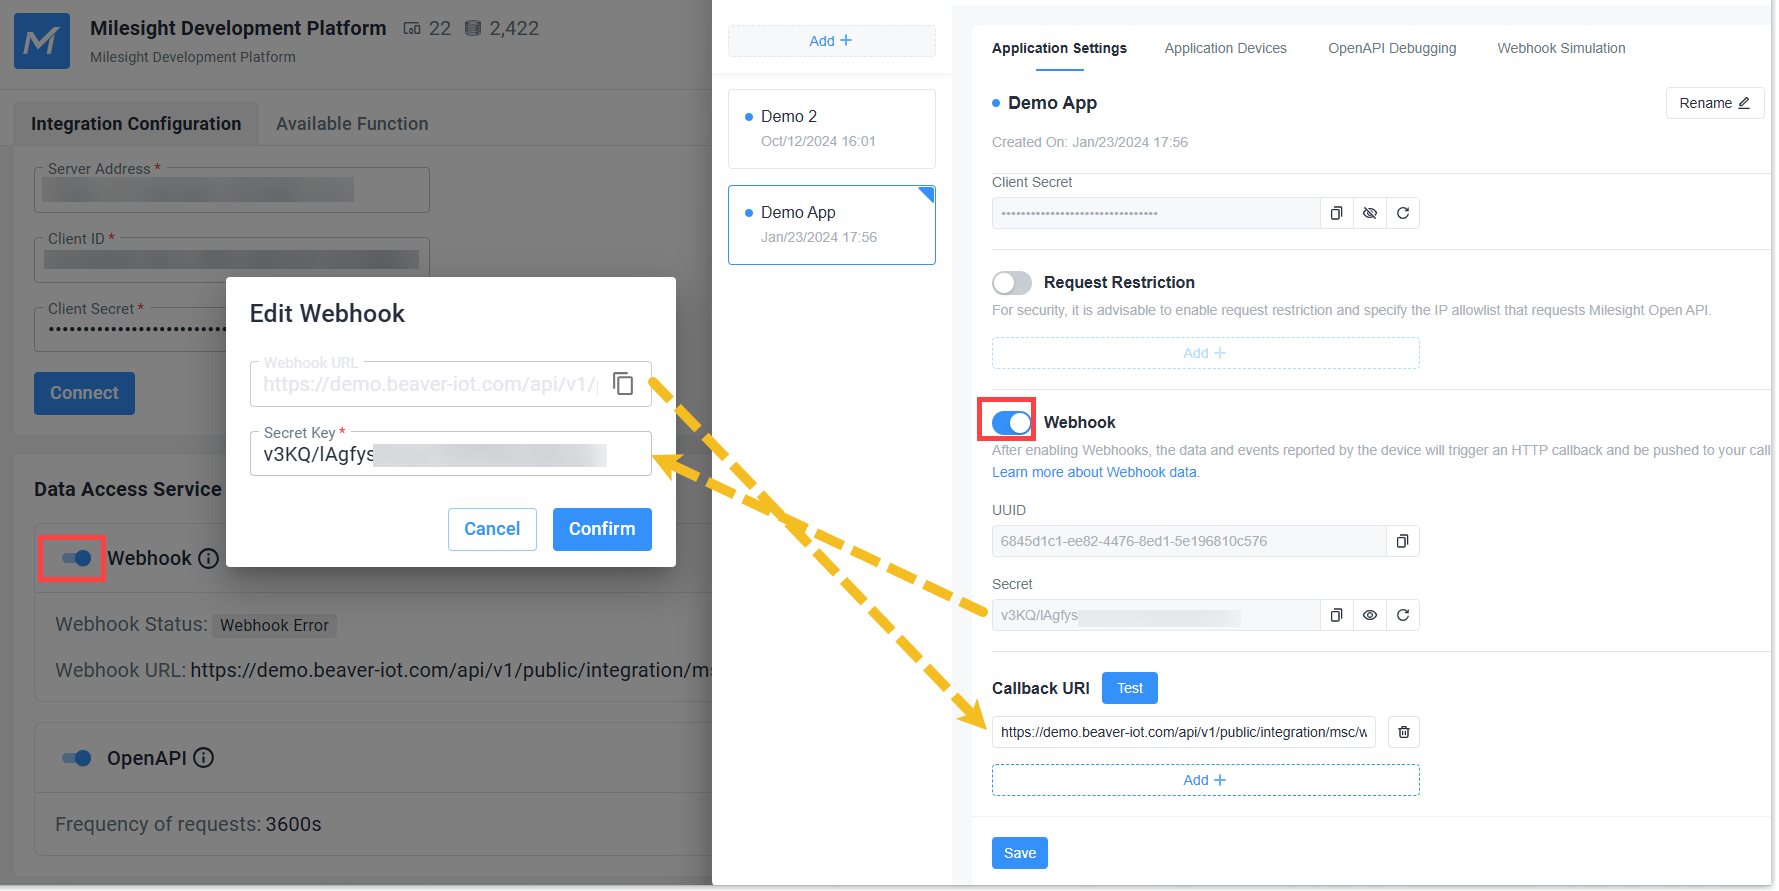 Milesight Development Platform 22 2,422
Milesight Development Platform
Integration Configuration Available Function
Server Address *
Client ID *
Client Secret *
Connect
Data Access Service
Webhook
Webhook Status: Webhook Error
Webhook URL: https://demo.beaver-iot.com/api/v1/public/integration/ms
OpenAPI
Frequency of requests: 3600s
Edit Webhook
Webhook URL
https://demo.beaver-iot.com/api/v1/
Secret Key *
v3KQ/lAgfys
Cancel Confirm
Add +
Demo 2
Oct/12/2024 16:01
Demo App
Jan/23/2024 17:56
Application Settings Application Devices OpenAPI Debugging Webhook Simulation
Demo App
Rename
Created On: Jan/23/2024 17:56
Client Secret
Request Restriction
For security, it is advisable to enable request restriction and specify the IP allowlist that requests Milesight Open API.
Add +
Webhook
After enabling Webhooks, the data and events reported by the device will trigger an HTTP callback and be pushed to your call
Learn more about Webhook data.
UUID
6845d1c1-ee82-4476-8ed1-5e196810c576
Secret
v3KQ/lAgfys
Callback URI Test
https://demo.beaver-iot.com/api/v1/public/integration/msc/w
Add +
Save